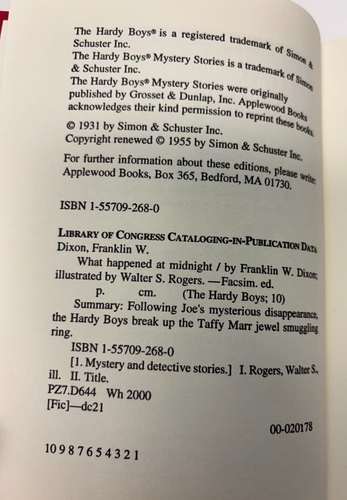 The Hardy Boys® is a registered trademark of Simon &
Schuster Inc.
The Hardy Boys® Mystery Stories is a trademark of Simon
& Schuster Inc.
The Hardy Boys® Mystery Stories were originally
published by Grosset & Dunlap, Inc. Applewood Books
acknowledges their kind permission to reprint these books.
© 1931 by Simon & Schuster Inc.
Copyright renewed © 1955 by Simon & Schuster Inc.
For further information about these editions, please write:
Applewood Books, Box 365, Bedford, MA 01730.
ISBN 1-55709-268-0
LIBRARY OF CONGRESS CATALOGING-IN-PUBLICATION DATA
Dixon, Franklin W.
What happened at midnight / by Franklin W. Dixon;
illustrated by Walter S. Rogers. —Facsim. ed.
p. cm. (The Hardy Boys; 10)
Summary: Following Joe's mysterious disappearance,
the Hardy Boys break up the Taffy Marr jewel smuggling
ring.
ISBN 1-55709-268-0
[1. Mystery and detective stories.] I. Rogers, Walter S.,
ill. II. Title.
PZ7.D644 Wh 2000
[Fic]—dc21
00-020178
10 9 8 7 6 5 4 3 2 1